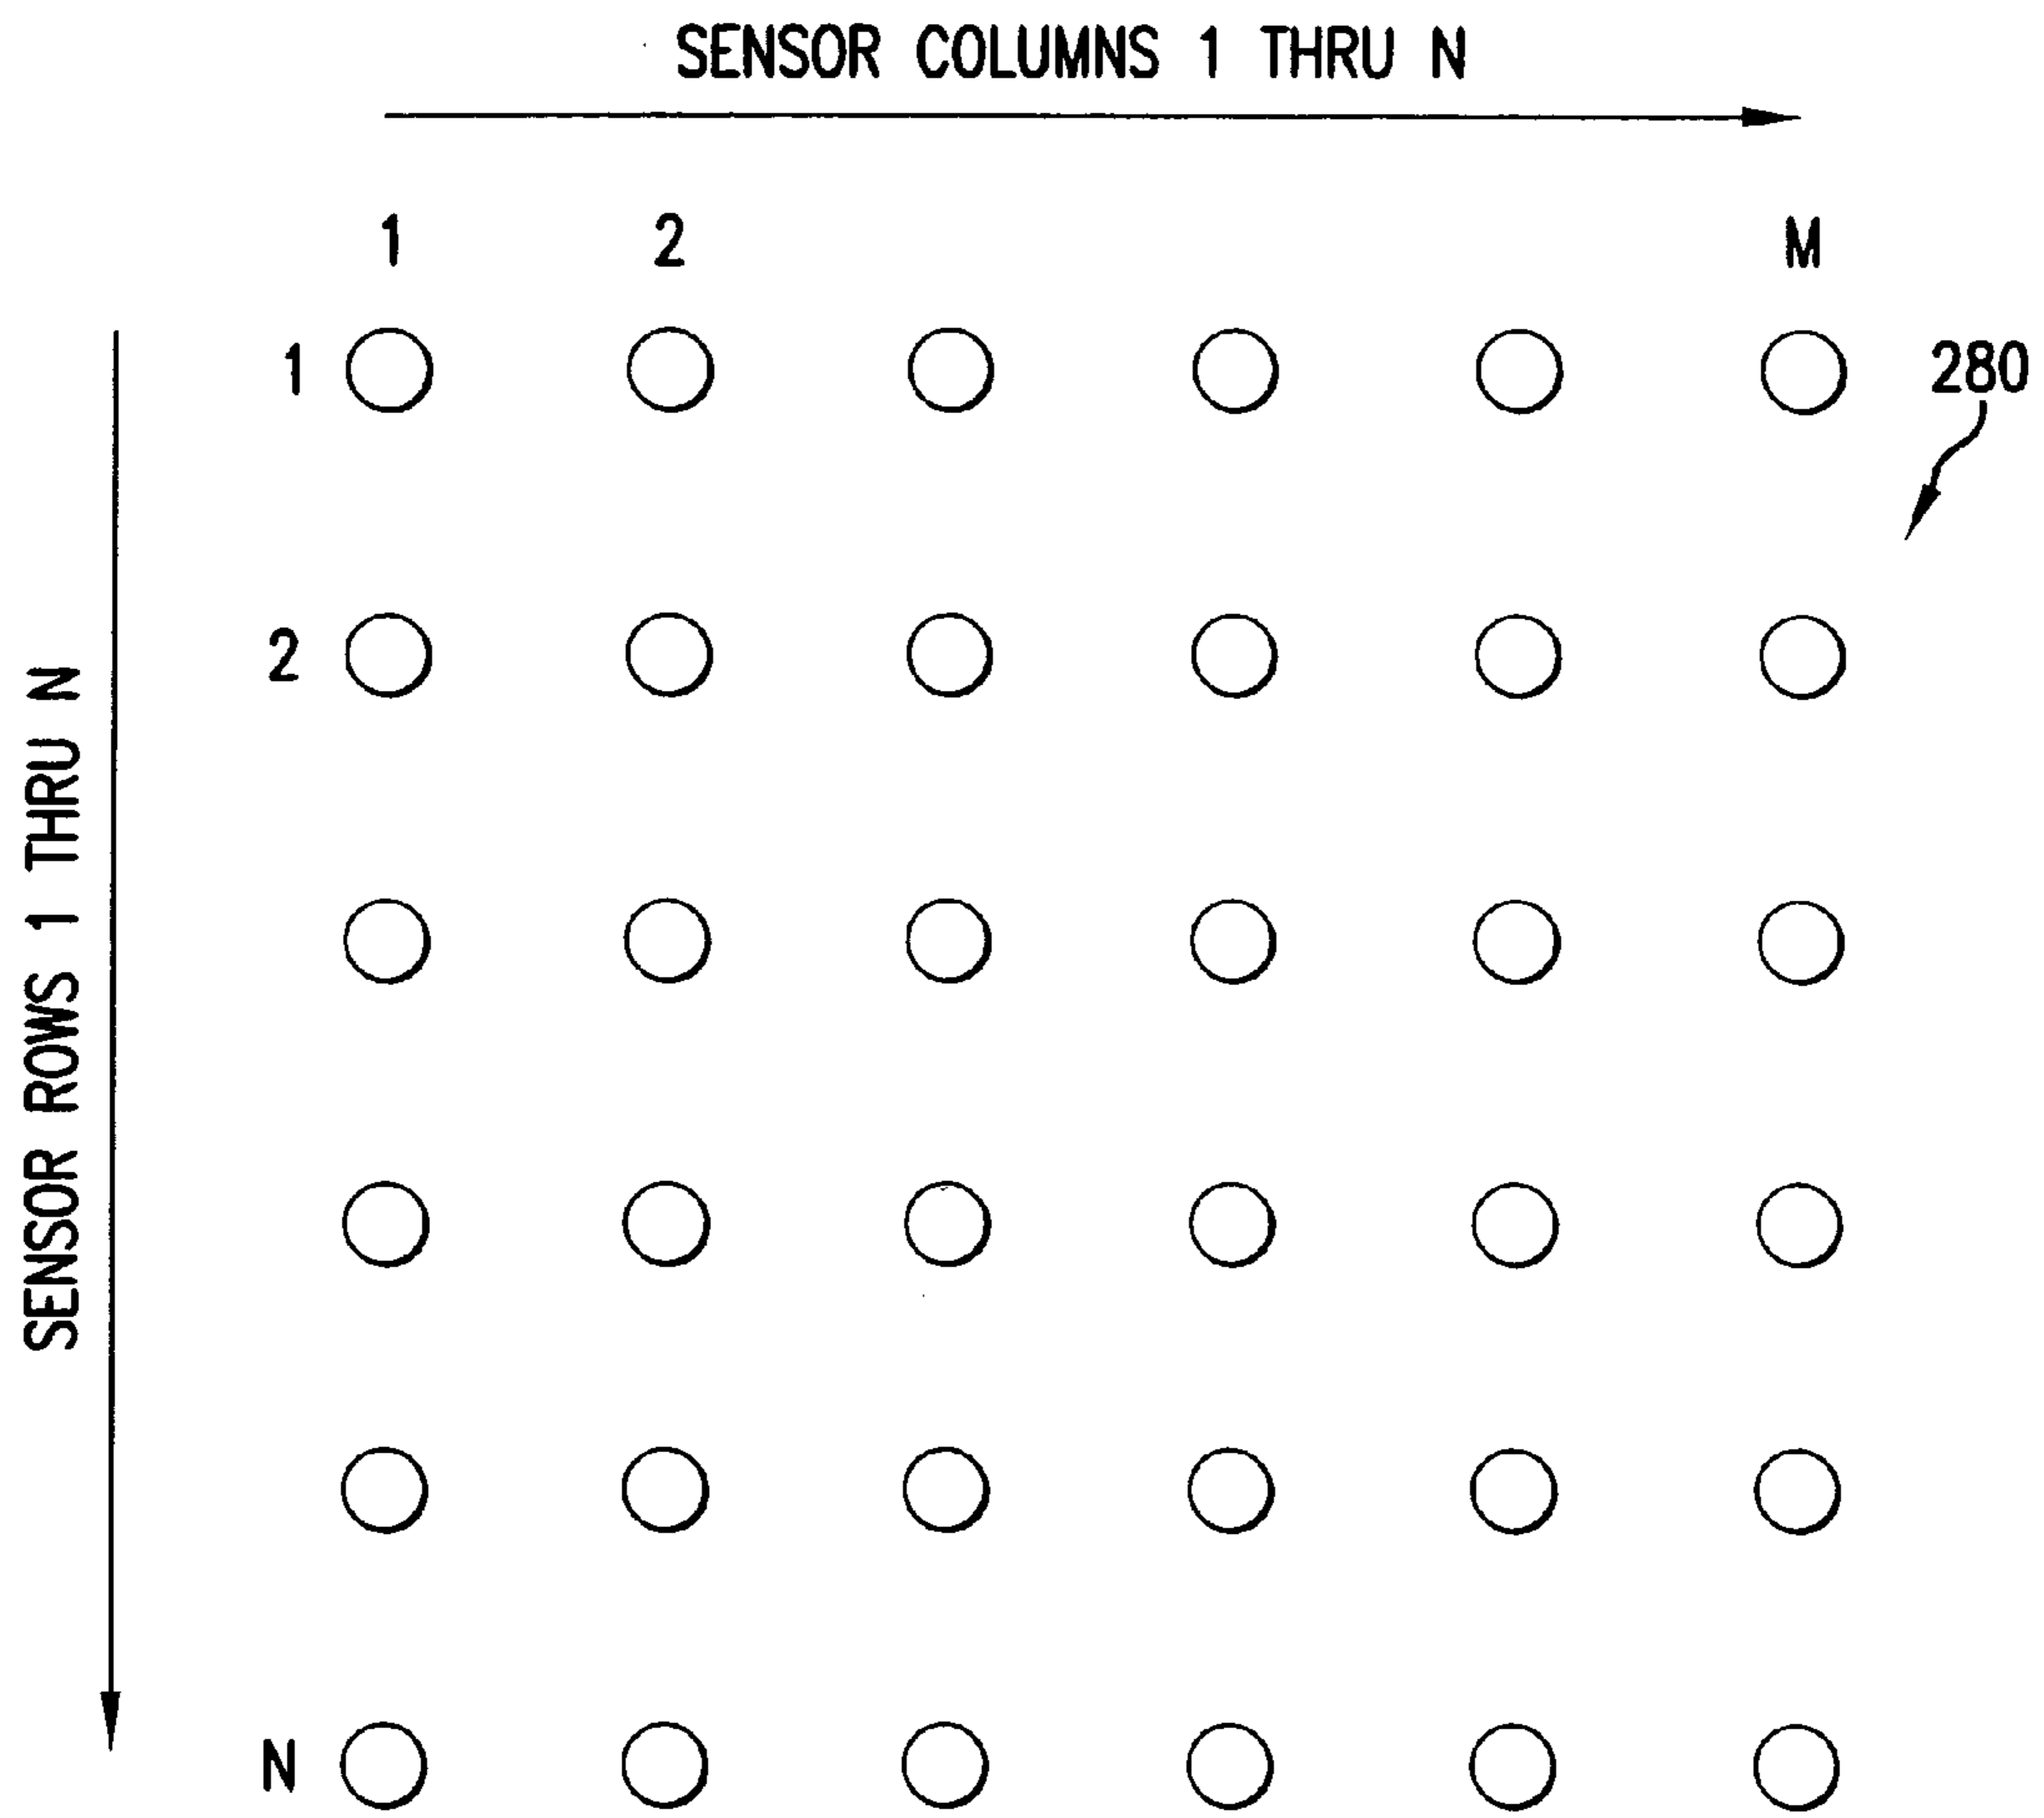 SENSOR COLUMNS 1 THRU N
1 2 M
1
280
2
SENSOR ROWS 1 THRU N
N